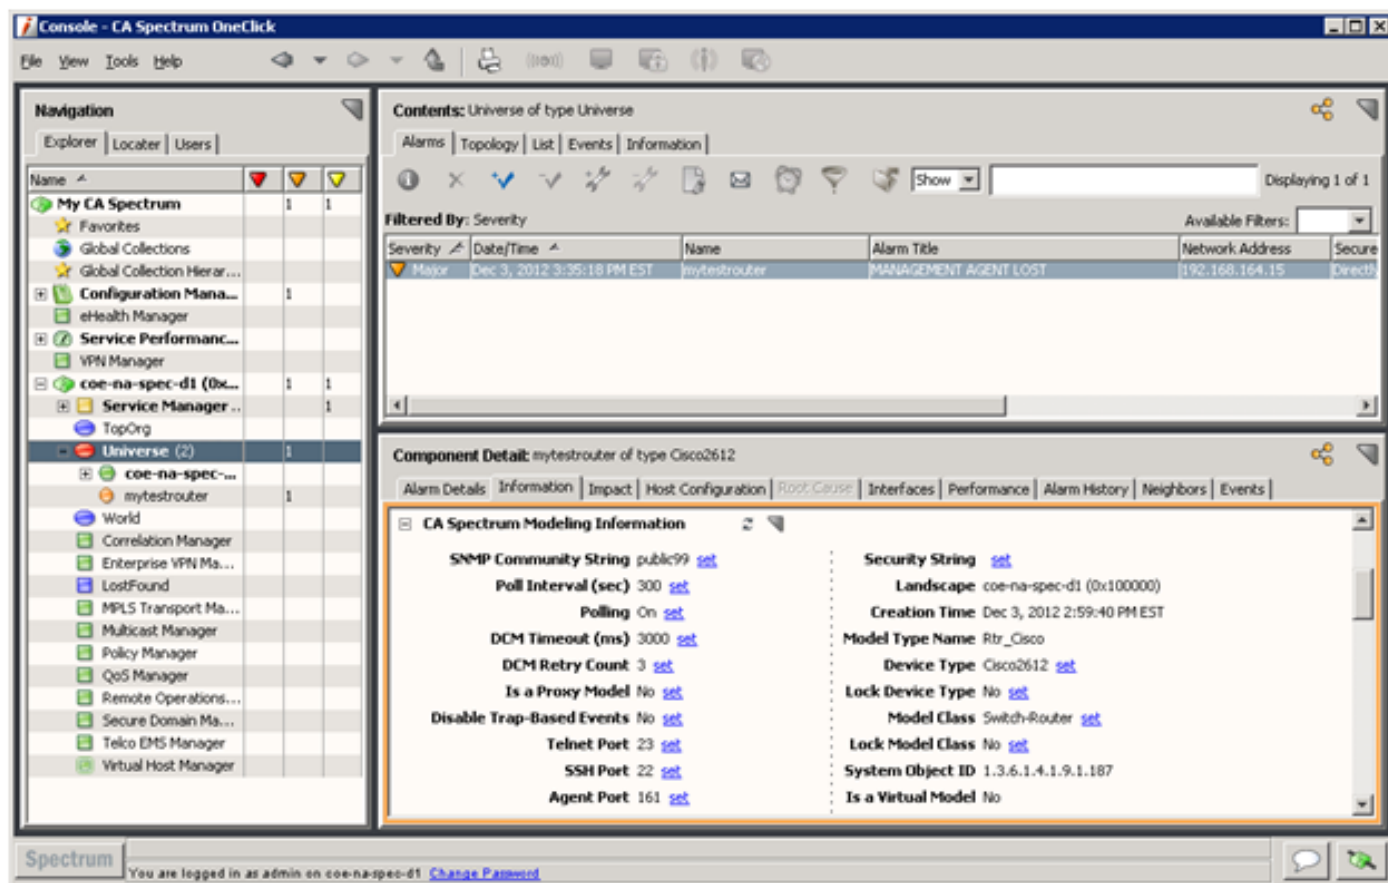 Console - CA Spectrum OneClick
File View Tools Help
Navigation
Explorer Locater Users
Name
My CA Spectrum 1 1
Favorites
Global Collections
Global Collection Hierar...
Configuration Mana... 1
eHealth Manager
Service Performanc...
VPN Manager
coe-na-spec-d1 (0x... 1 1
Service Manager .. 1
TopOrg
Universe (2) 1
coe-na-spec-...
mytestrouter 1
World
Correlation Manager
Enterprise VPN Ma...
LostFound
MPLS Transport Ma...
Multicast Manager
Policy Manager
QoS Manager
Remote Operations...
Secure Domain Ma...
Telco EMS Manager
Virtual Host Manager
Contents: Universe of type Universe
Alarms Topology List Events Information
Show Displaying 1 of 1
Filtered By: Severity Available Filters:
Severity Date/Time Name Alarm Title Network Address Secure
Major Dec 3, 2012 3:35:18 PM EST mytestrouter MANAGEMENT AGENT LOST 192.168.164.15 Directl
Component Detail: mytestrouter of type Cisco2612
Alarm Details Information Impact Host Configuration Root Cause Interfaces Performance Alarm History Neighbors Events
CA Spectrum Modeling Information
SNMP Community String public99 set Security String set
Poll Interval (sec) 300 set Landscape coe-na-spec-d1 (0x100000)
Polling On set Creation Time Dec 3, 2012 2:59:40 PM EST
DCM Timeout (ms) 3000 set Model Type Name Rtr_Cisco
DCM Retry Count 3 set Device Type Cisco2612 set
Is a Proxy Model No set Lock Device Type No set
Disable Trap-Based Events No set Model Class Switch-Router set
Telnet Port 23 set Lock Model Class No set
SSH Port 22 set System Object ID 1.3.6.1.4.1.9.1.187
Agent Port 161 set Is a Virtual Model No
Spectrum
You are logged in as admin on coe-na-spec-d1 Change Password